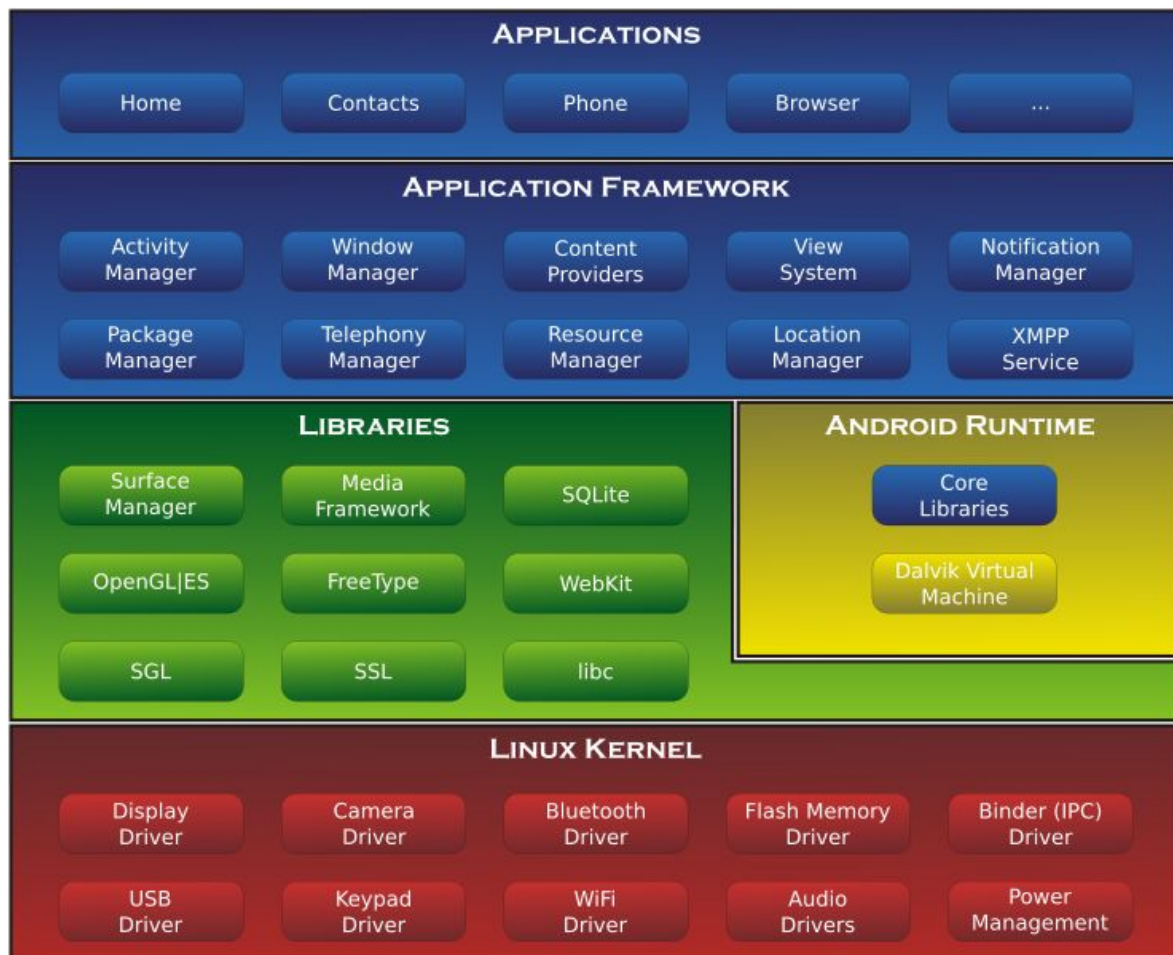 APPLICATIONS
Home
Contacts
Phone
Browser
...
APPLICATION FRAMEWORK
Activity
Manager
Window
Manager
Content
Providers
View
System
Notification
Manager
Package
Manager
Telephony
Manager
Resource
Manager
Location
Manager
XMPP
Service
LIBRARIES
Surface
Manager
Media
Framework
SQLite
OpenGL|ES
FreeType
WebKit
SGL
SSL
libc
ANDROID RUNTIME
Core
Libraries
Dalvik Virtual
Machine
LINUX KERNEL
Display
Driver
Camera
Driver
Bluetooth
Driver
Flash Memory
Driver
Binder (IPC)
Driver
USB
Driver
Keypad
Driver
WiFi
Driver
Audio
Drivers
Power
Management